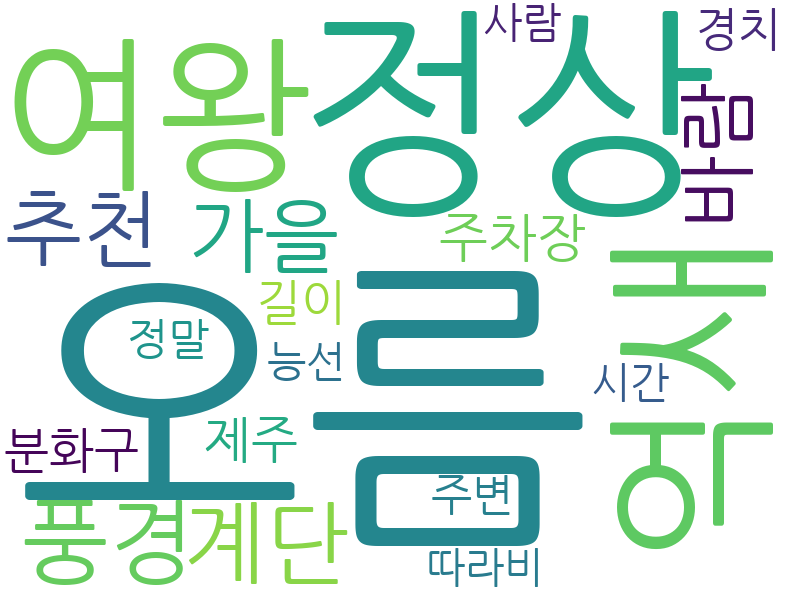 사람
경치
여왕
정상
바람
추천
가을
주차장
억새
오름
길이
정말
능선
시간
분화구
제주
주변
풍경
계단
따라비